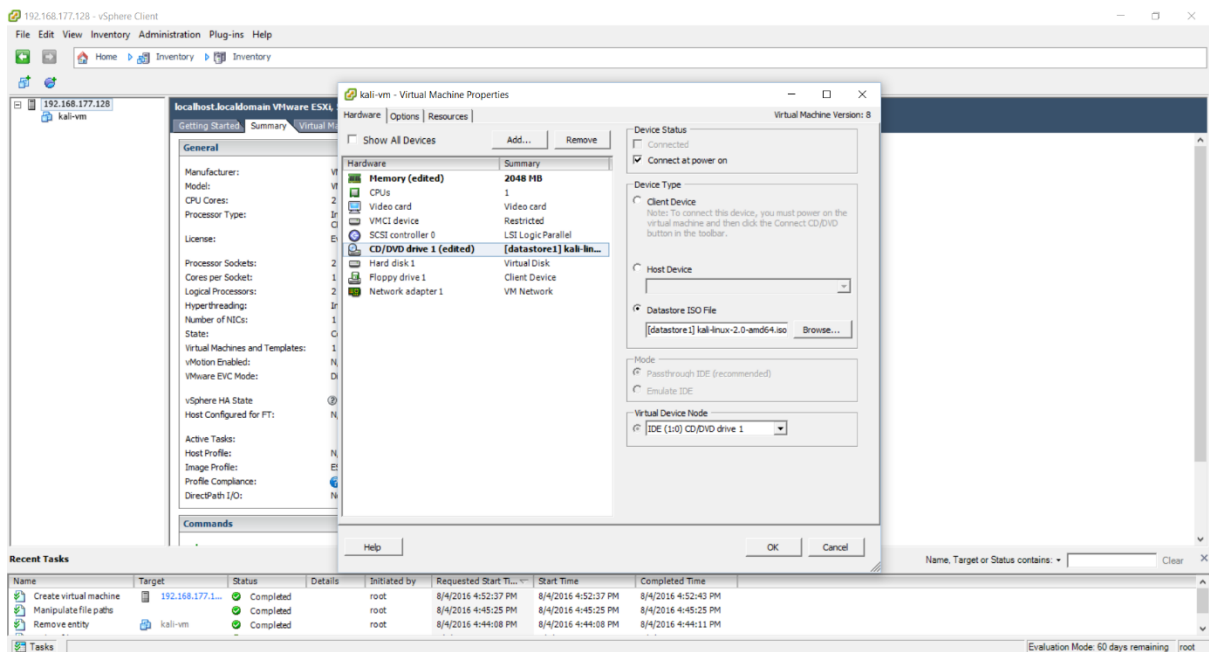 192.168.177.128 - vSphere Client
File Edit View Inventory Administration Plug-ins Help
Home Inventory Inventory
192.168.177.128
kali-vm
localhost.localdomain VMware ESXi,
Getting Started Summary Virtual Ma
General
Manufacturer:
Model:
CPU Cores: 2
Processor Type:
License:
Processor Sockets: 2
Cores per Socket: 1
Logical Processors: 2
Hyperthreading:
Number of NICs: 1
State:
Virtual Machines and Templates: 1
vMotion Enabled:
VMware EVC Mode:
vSphere HA State
Host Configured for FT:
Active Tasks:
Host Profile:
Image Profile:
Profile Compliance:
DirectPath I/O:
Commands
kali-vm - Virtual Machine Properties
Hardware Options Resources Virtual Machine Version: 8
Show All Devices Add... Remove
Hardware Summary
Memory (edited) 2048 MB
CPUs 1
Video card Video card
VMCI device Restricted
SCSI controller 0 LSI Logic Parallel
CD/DVD drive 1 (edited) [datastore1] kali-lin...
Hard disk 1 Virtual Disk
Floppy drive 1 Client Device
Network adapter 1 VM Network
Device Status
Connected
Connect at power on
Device Type
Client Device
Note: To connect this device, you must power on the
virtual machine and then click the Connect CD/DVD
button in the toolbar.
Host Device
Datastore ISO File
[datastore1] kali-linux-2.0-amd64.iso Browse...
Mode
Passthrough IDE (recommended)
Emulate IDE
Virtual Device Node
IDE (1:0) CD/DVD drive 1
Help OK Cancel
Recent Tasks Name, Target or Status contains: Clear
Name Target Status Details Initiated by Requested Start Ti... Start Time Completed Time
Create virtual machine 192.168.177.1... Completed root 8/4/2016 4:52:37 PM 8/4/2016 4:52:37 PM 8/4/2016 4:52:43 PM
Manipulate file paths Completed root 8/4/2016 4:45:25 PM 8/4/2016 4:45:25 PM 8/4/2016 4:45:25 PM
Remove entity kali-vm Completed root 8/4/2016 4:44:08 PM 8/4/2016 4:44:08 PM 8/4/2016 4:44:11 PM
Tasks Evaluation Mode: 60 days remaining root